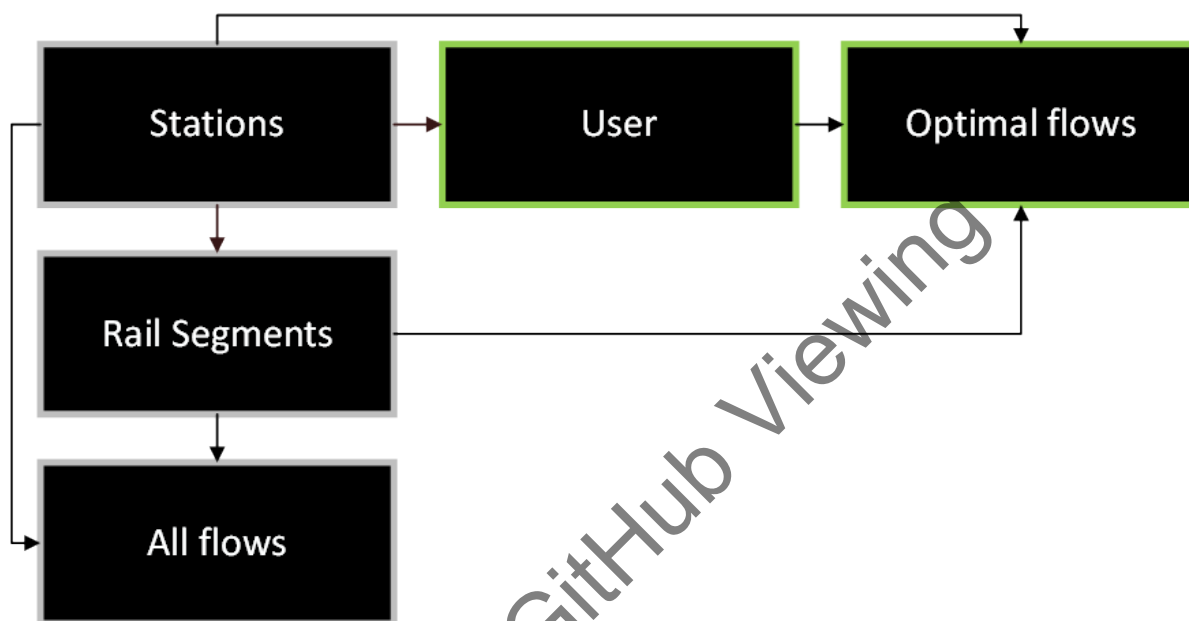 Stations
User
Optimal flows
Rail Segments
All flows
GitHub Viewing